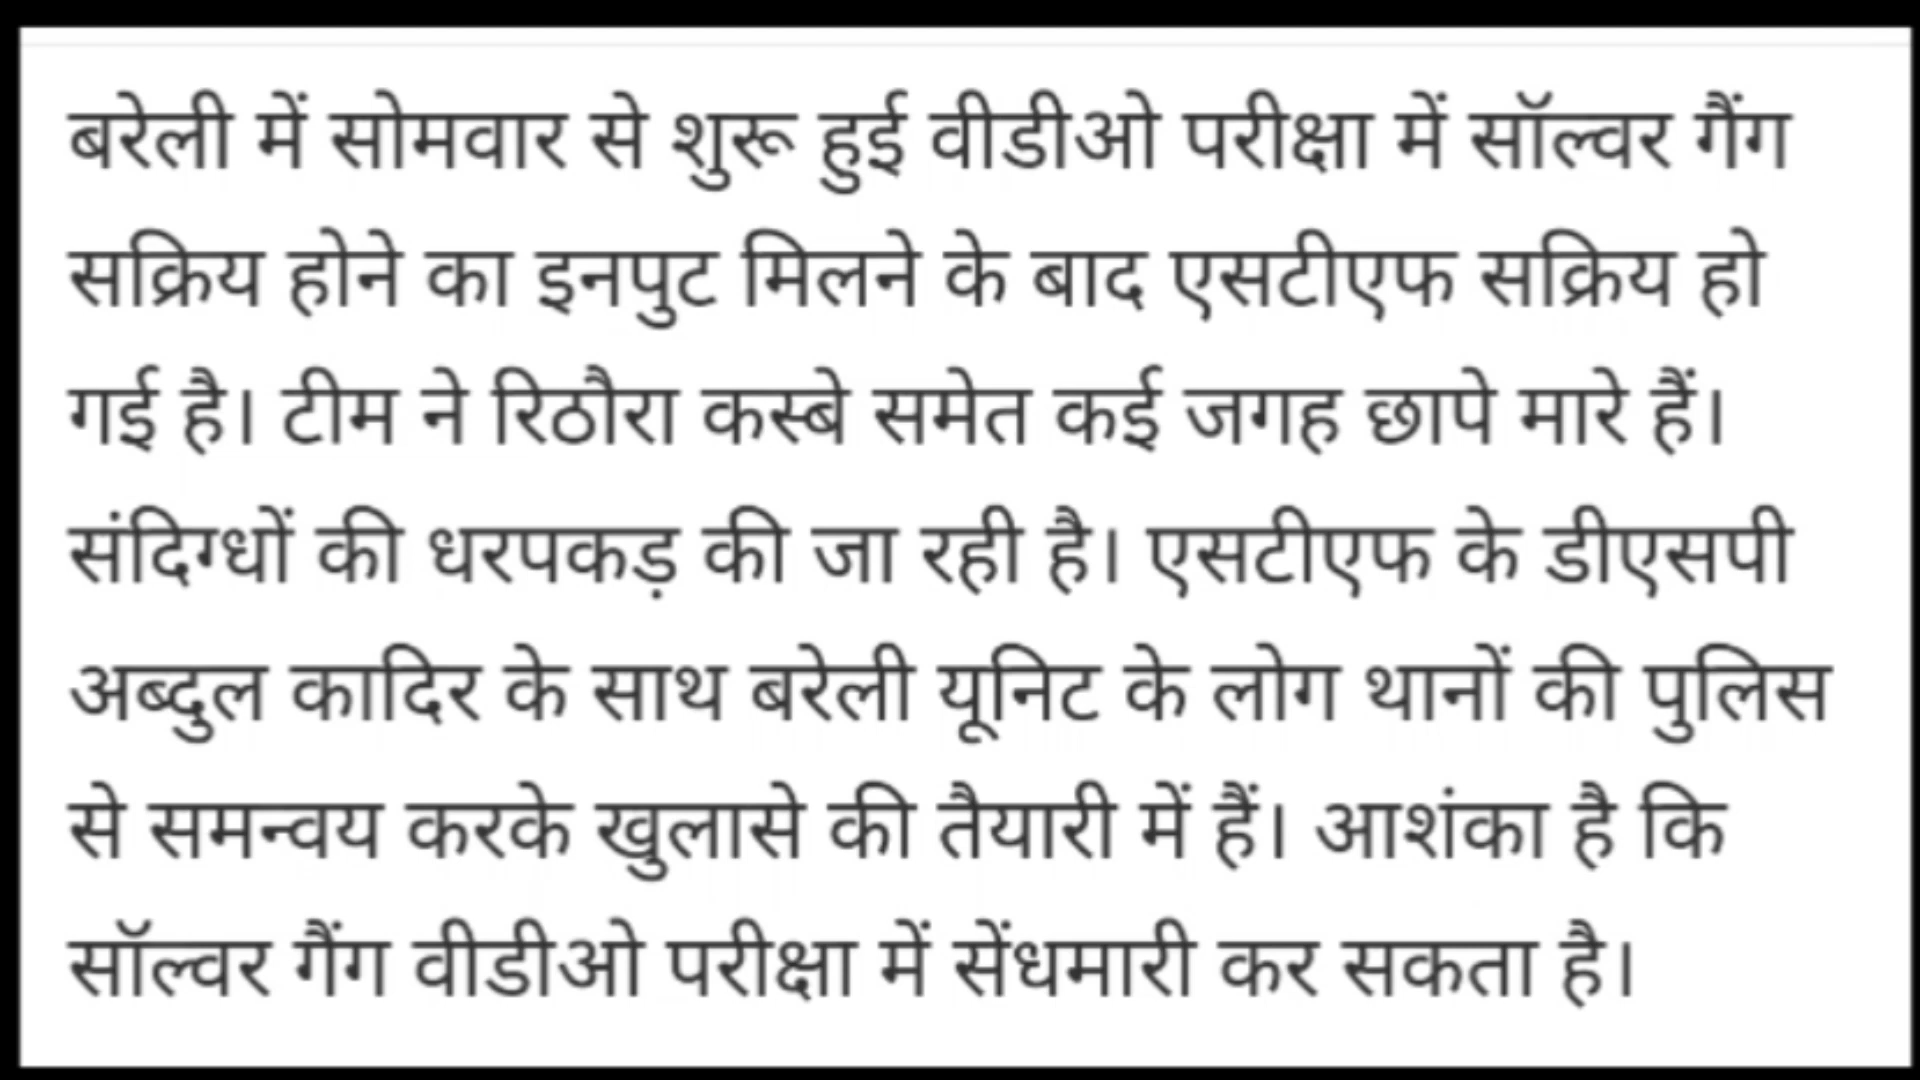 बरेली में सोमवार से शुरू हुई वीडीओ परीक्षा में सॉल्वर गैंग
सक्रिय होने का इनपुट मिलने के बाद एसटीएफ सक्रिय हो
गई है। टीम ने रिठौरा कस्बे समेत कई जगह छापे मारे हैं।
संदिग्धों की धरपकड़ की जा रही है। एसटीएफ के डीएसपी
अब्दुल कादिर के साथ बरेली यूनिट के लोग थानों की पुलिस
से समन्वय करके खुलासे की तैयारी में हैं। आशंका है कि
सॉल्वर गैंग वीडीओ परीक्षा में सेंधमारी कर सकता है।